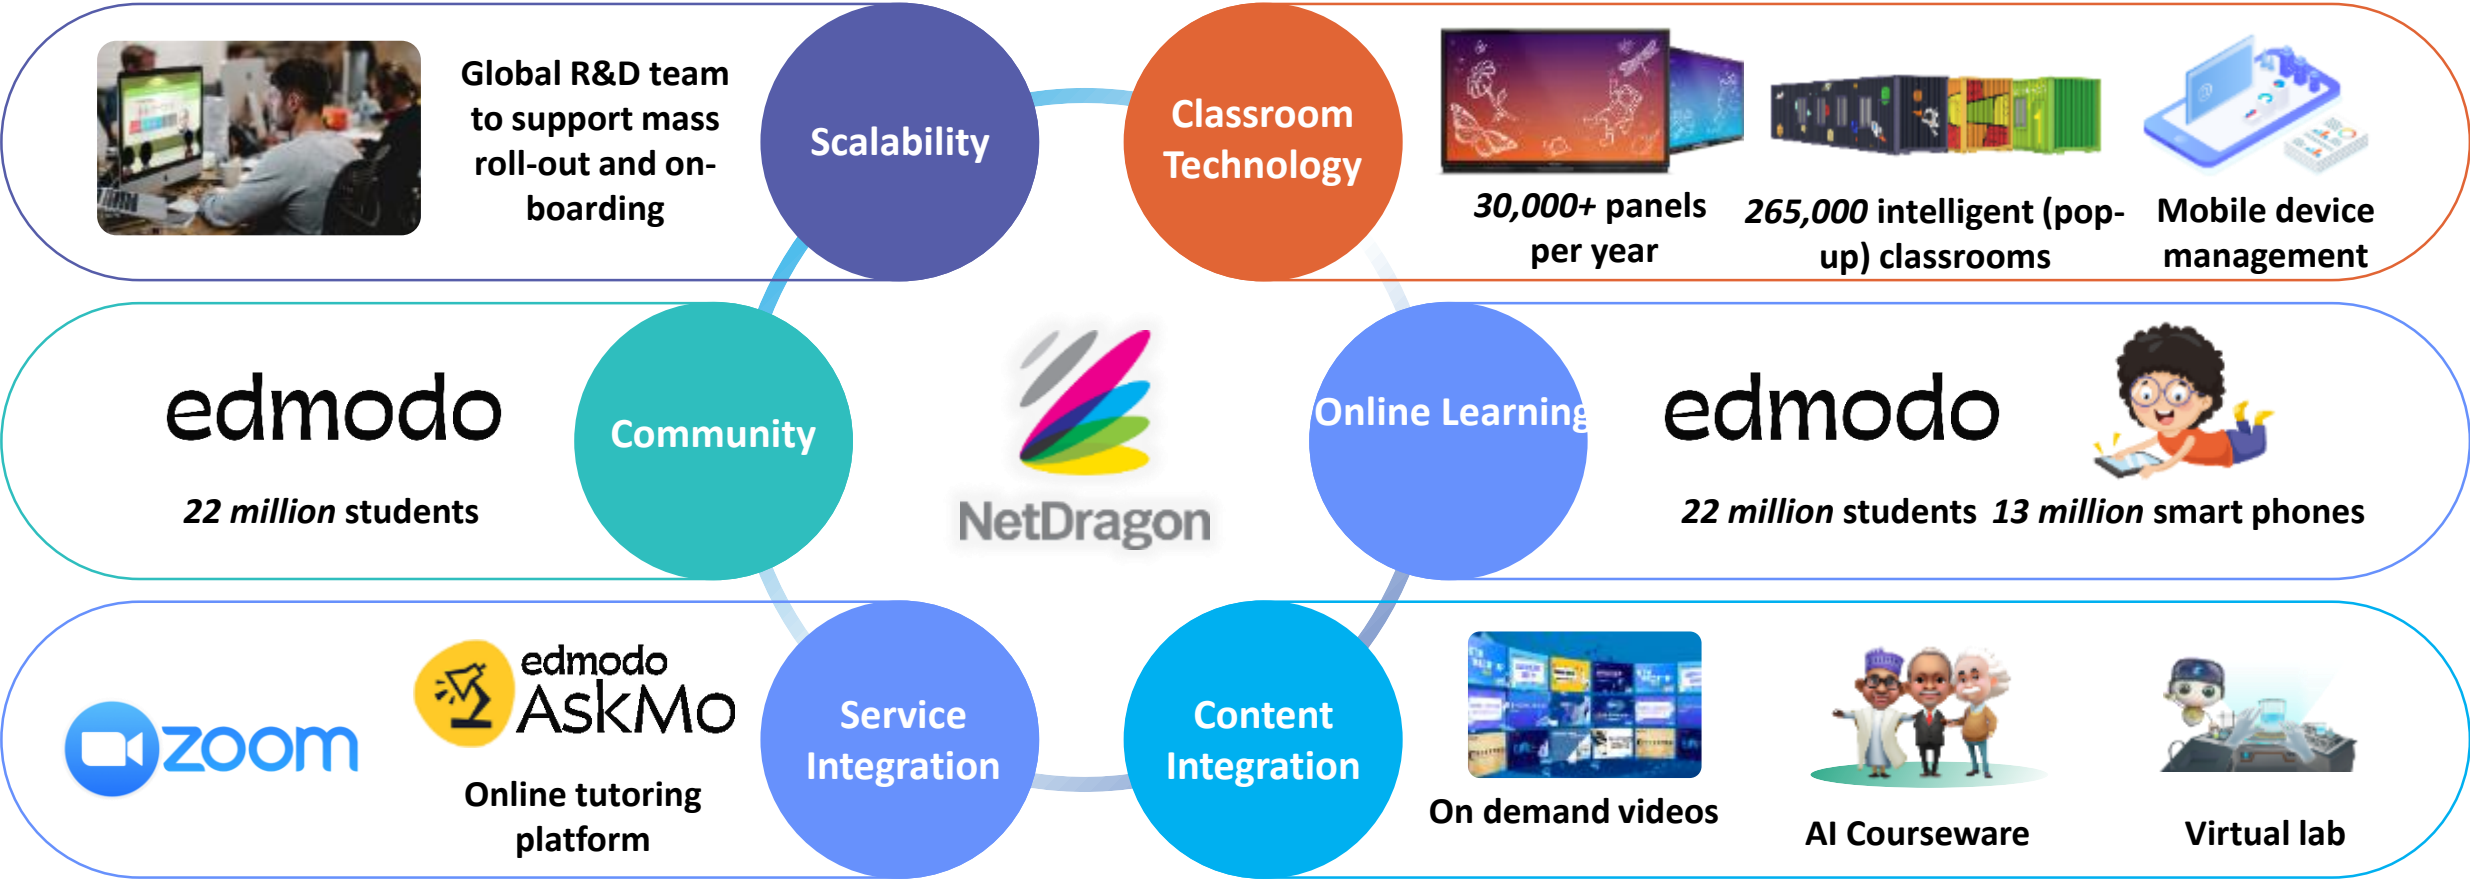 Global R&D team
to support mass
roll-out and on-
boarding
Scalability
Classroom
Technology
30,000+ panels
per year
265,000 intelligent (pop-
up) classrooms
Mobile device
management
edmodo
22 million students
Community
NetDragon
Online Learning
edmodo
22 million students
13 million smart phones
zoom
edmodo
AskMo
Online tutoring
platform
Service
Integration
Content
Integration
On demand videos
AI Courseware
Virtual lab